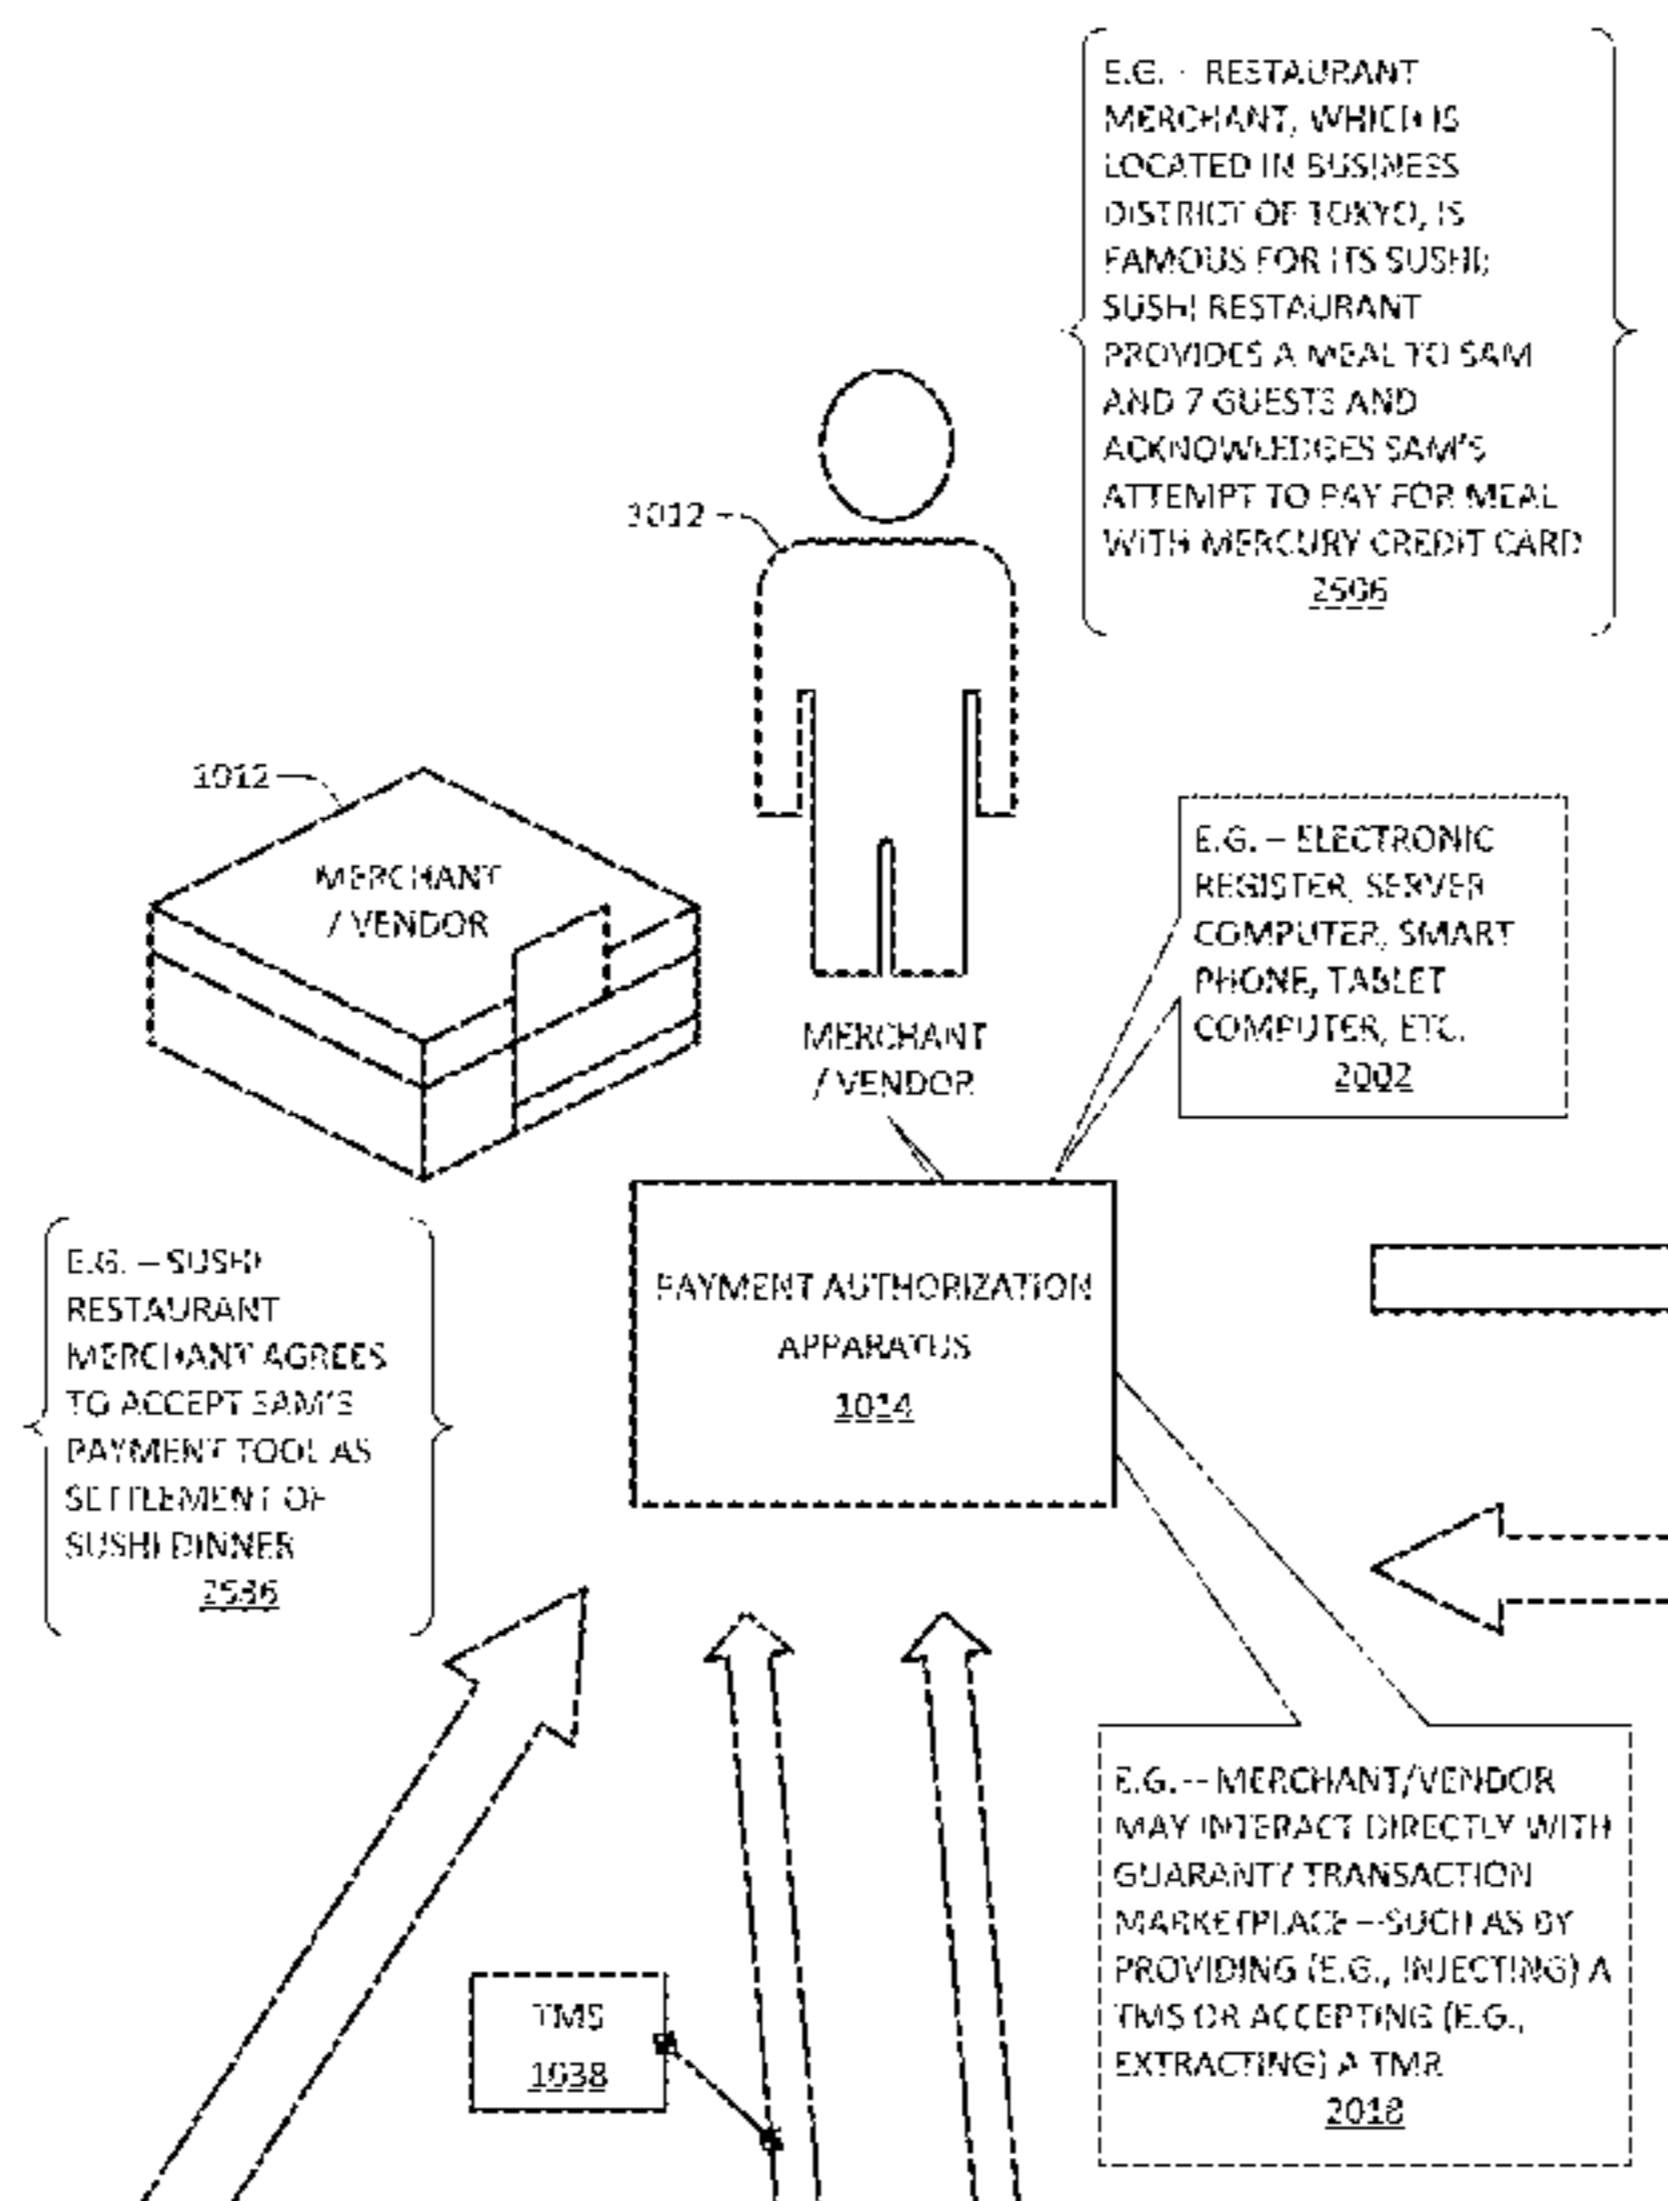 E.G. - RESTAURANT
MERCHANT, WHICH IS
LOCATED IN BUSINESS
DISTRICT OF TOKYO, IS
FAMOUS FOR ITS SUSHI;
SUSHI RESTAURANT
PROVIDES A MEAL TO SAM
AND 7 GUESTS AND
ACKNOWLEDGES SAM'S
ATTEMPT TO PAY FOR MEAL
WITH MERCURY CREDIT CARD
2506
1012
1012
MERCHANT
/ VENDOR
E.G. – ELECTRONIC
REGISTER, SERVER
COMPUTER, SMART
PHONE, TABLET
COMPUTER, ETC.
2002
MERCHANT
/ VENDOR
E.G. – SUSHI
RESTAURANT
MERCHANT AGREES
TO ACCEPT SAM'S
PAYMENT TOOL AS
SETTLEMENT OF
SUSHI DINNER
2536
PAYMENT AUTHORIZATION
APPARATUS
1014
E.G. -- MERCHANT/VENDOR
MAY INTERACT DIRECTLY WITH
GUARANTY TRANSACTION
MARKETPLACE –-SUCH AS BY
PROVIDING (E.G., INJECTING) A
TMS OR ACCEPTING (E.G.,
EXTRACTING) A TMR
2018
TMS
1038